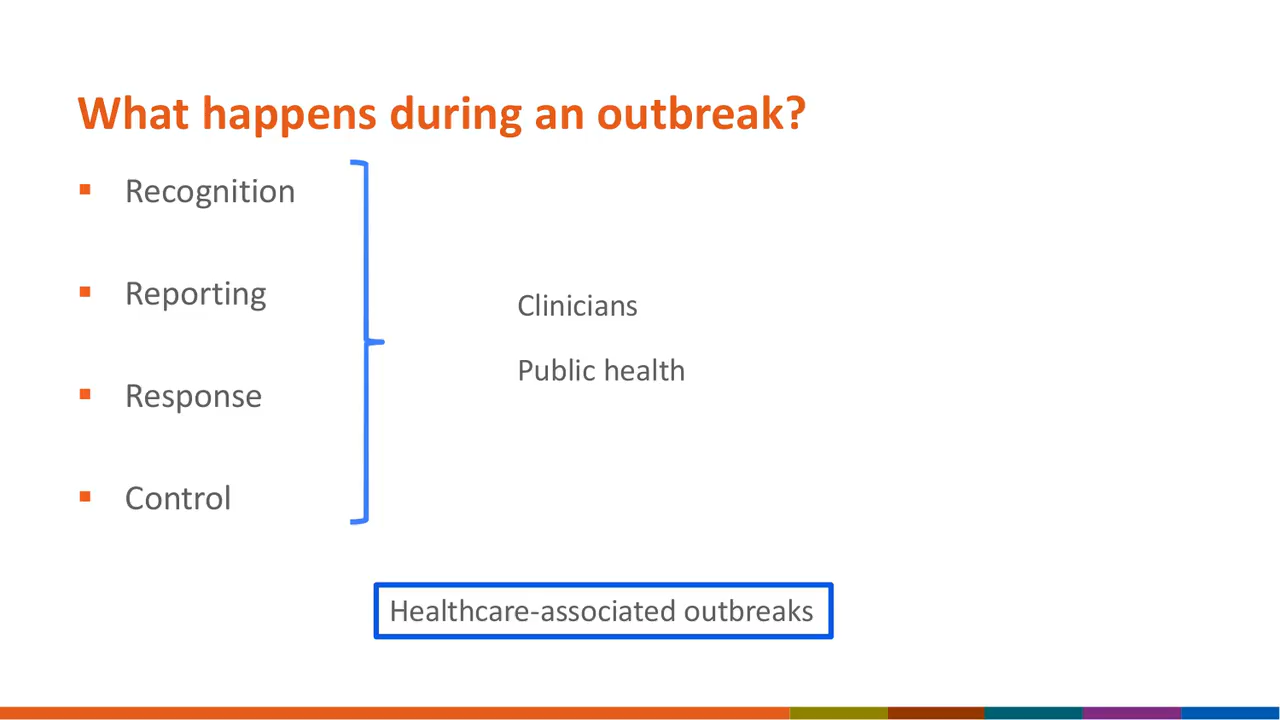 What happens during an outbreak?
Recognition
Reporting
Response
Control
Clinicians
Public health
Healthcare-associated outbreaks